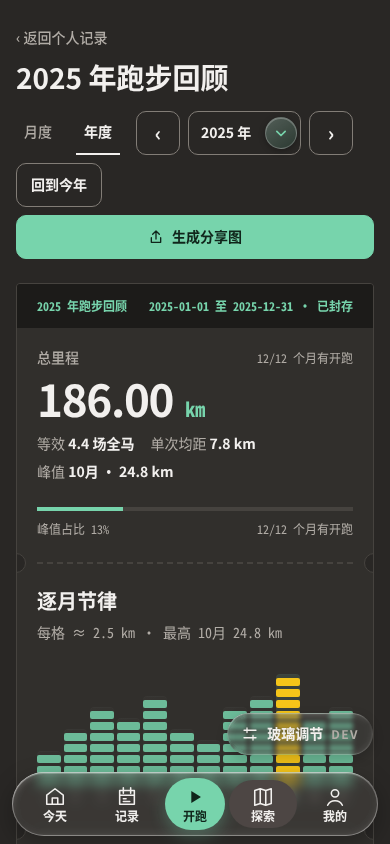 ‹ 返回个人记录
2025 年跑步回顾
月度 年度 ‹ 2025 年 ›
回到今年
生成分享图
2025 年跑步回顾 2025-01-01 至 2025-12-31 · 已封存
总里程 12/12 个月有开跑
186.00 km
等效 4.4 场全马 单次均距 7.8 km
峰值 10月 · 24.8 km
峰值占比 13% 12/12 个月有开跑
逐月节律
每格 ≈ 2.5 km · 最高 10月 24.8 km
玻璃调节 DEV
今天 记录 开跑 探索 我的